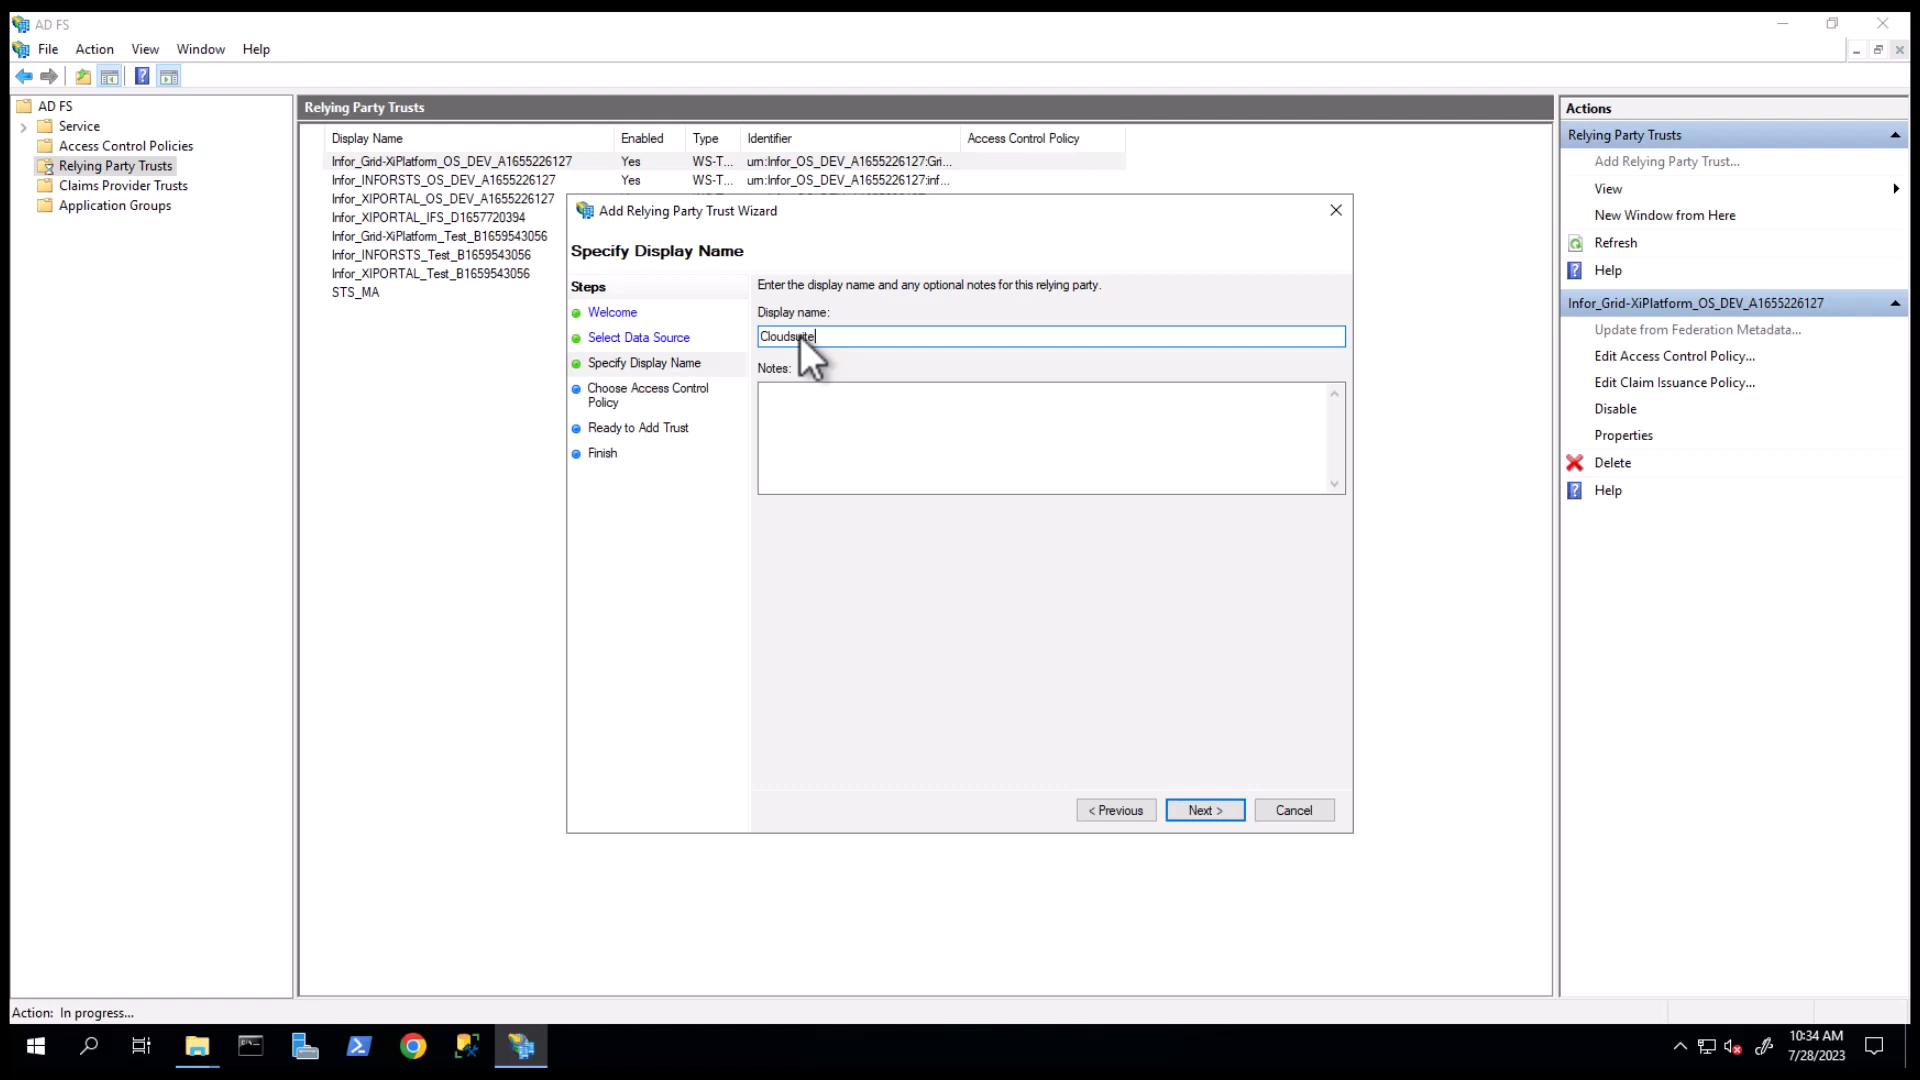 AD FS
File Action View Window Help
AD FS
Service
Access Control Policies
Relying Party Trusts
Claims Provider Trusts
Application Groups
Relying Party Trusts
Display Name Enabled Type Identifier Access Control Policy
Infor_Grid-XiPlatform_OS_DEV_A1655226127 Yes WS-T... urn:Infor_OS_DEV_A1655226127:Gri...
Infor_INFORSTS_OS_DEV_A1655226127 Yes WS-T... urn:Infor_OS_DEV_A1655226127:inf...
Infor_XIPORTAL_OS_DEV_A1655226127
Infor_XIPORTAL_IFS_D1657720394
Infor_Grid-XiPlatform_Test_B1659543056
Infor_INFORSTS_Test_B1659543056
Infor_XIPORTAL_Test_B1659543056
STS_MA
Add Relying Party Trust Wizard
Specify Display Name
Steps
Welcome
Select Data Source
Specify Display Name
Choose Access Control
Policy
Ready to Add Trust
Finish
Enter the display name and any optional notes for this relying party.
Display name:
Cloudsuite
Notes:
< Previous Next > Cancel
Actions
Relying Party Trusts
Add Relying Party Trust...
View
New Window from Here
Refresh
Help
Infor_Grid-XiPlatform_OS_DEV_A1655226127
Update from Federation Metadata...
Edit Access Control Policy...
Edit Claim Issuance Policy...
Disable
Properties
Delete
Help
Action: In progress...
10:34 AM
7/28/2023